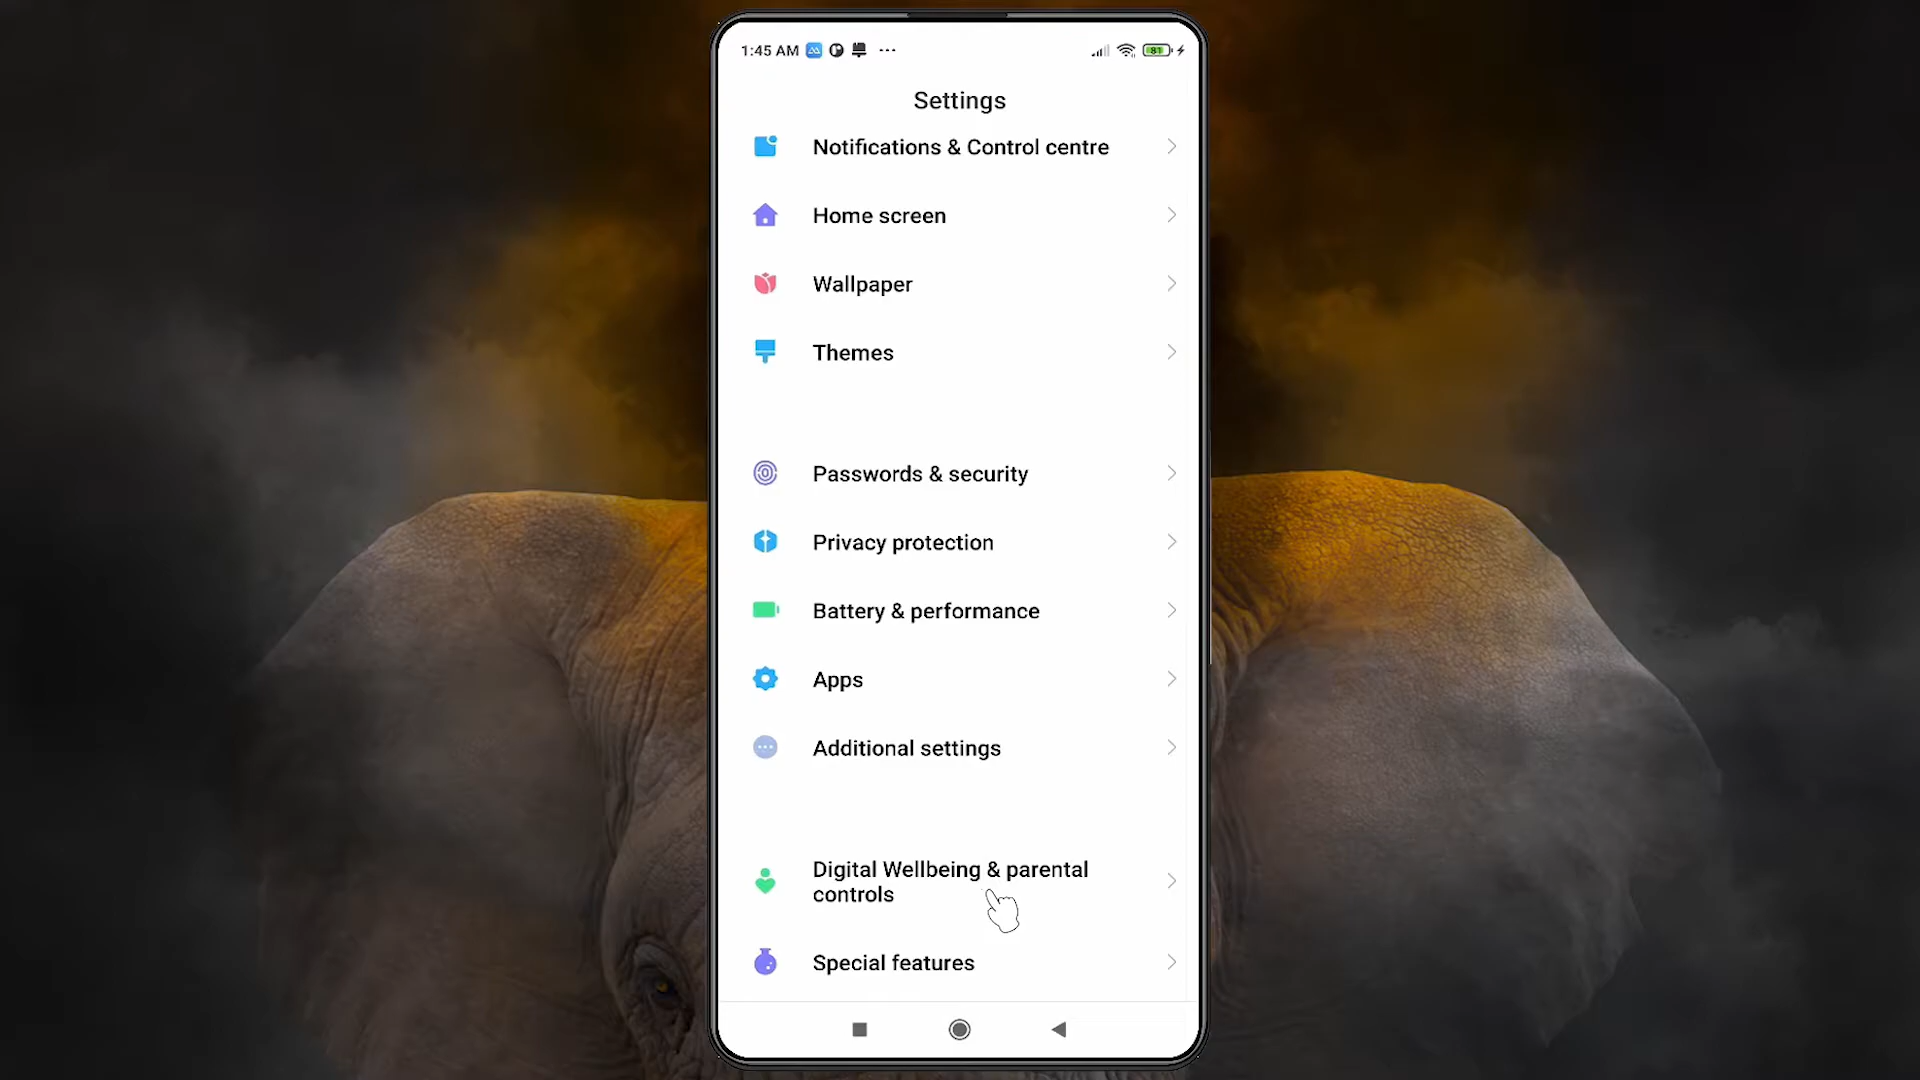 1:45 AM
81
Settings
Notifications & Control centre
Home screen
Wallpaper
Themes
Passwords & security
Privacy protection
Battery & performance
Apps
Additional settings
Digital Wellbeing & parental
controls
Special features